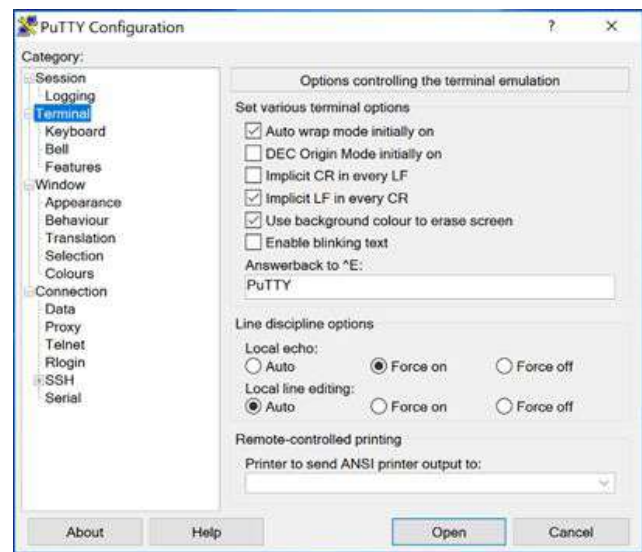 PuTTY Configuration ? ×
Category:
Session
Logging
Terminal
Keyboard
Bell
Features
Window
Appearance
Behaviour
Translation
Selection
Colours
Connection
Data
Proxy
Telnet
Rlogin
SSH
Serial
Options controlling the terminal emulation
Set various terminal options
Auto wrap mode initially on
DEC Origin Mode initially on
Implicit CR in every LF
Implicit LF in every CR
Use background colour to erase screen
Enable blinking text
Answerback to ^E:
PuTTY
Line discipline options
Local echo:
Auto Force on Force off
Local line editing:
Auto Force on Force off
Remote-controlled printing
Printer to send ANSI printer output to:
About Help Open Cancel